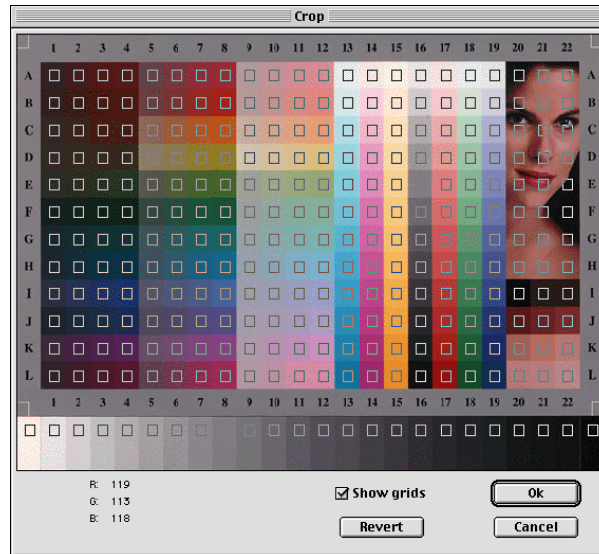 Crop
1 2 3 4 5 6 7 8 9 10 11 12 13 14 15 16 17 18 19 20 21 22
A A
B B
C C
D D
E E
F F
G G
H H
I I
J J
K K
L L
1 2 3 4 5 6 7 8 9 10 11 12 13 14 15 16 17 18 19 20 21 22
R: 119
G: 113
B: 118
Show grids
Ok
Revert
Cancel